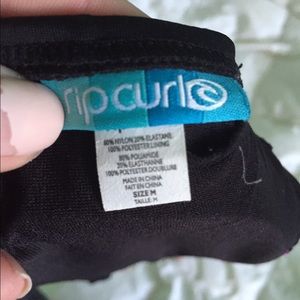 rip curl
80% NYLON 20% ELASTANE
100% POLYESTER LINING
80% POLYAMIDE
20% ELASTHANNE
100% POLYESTER DOUBLURE
MADE IN CHINA
FAIT EN CHINA
SIZE M
TAILLE: M